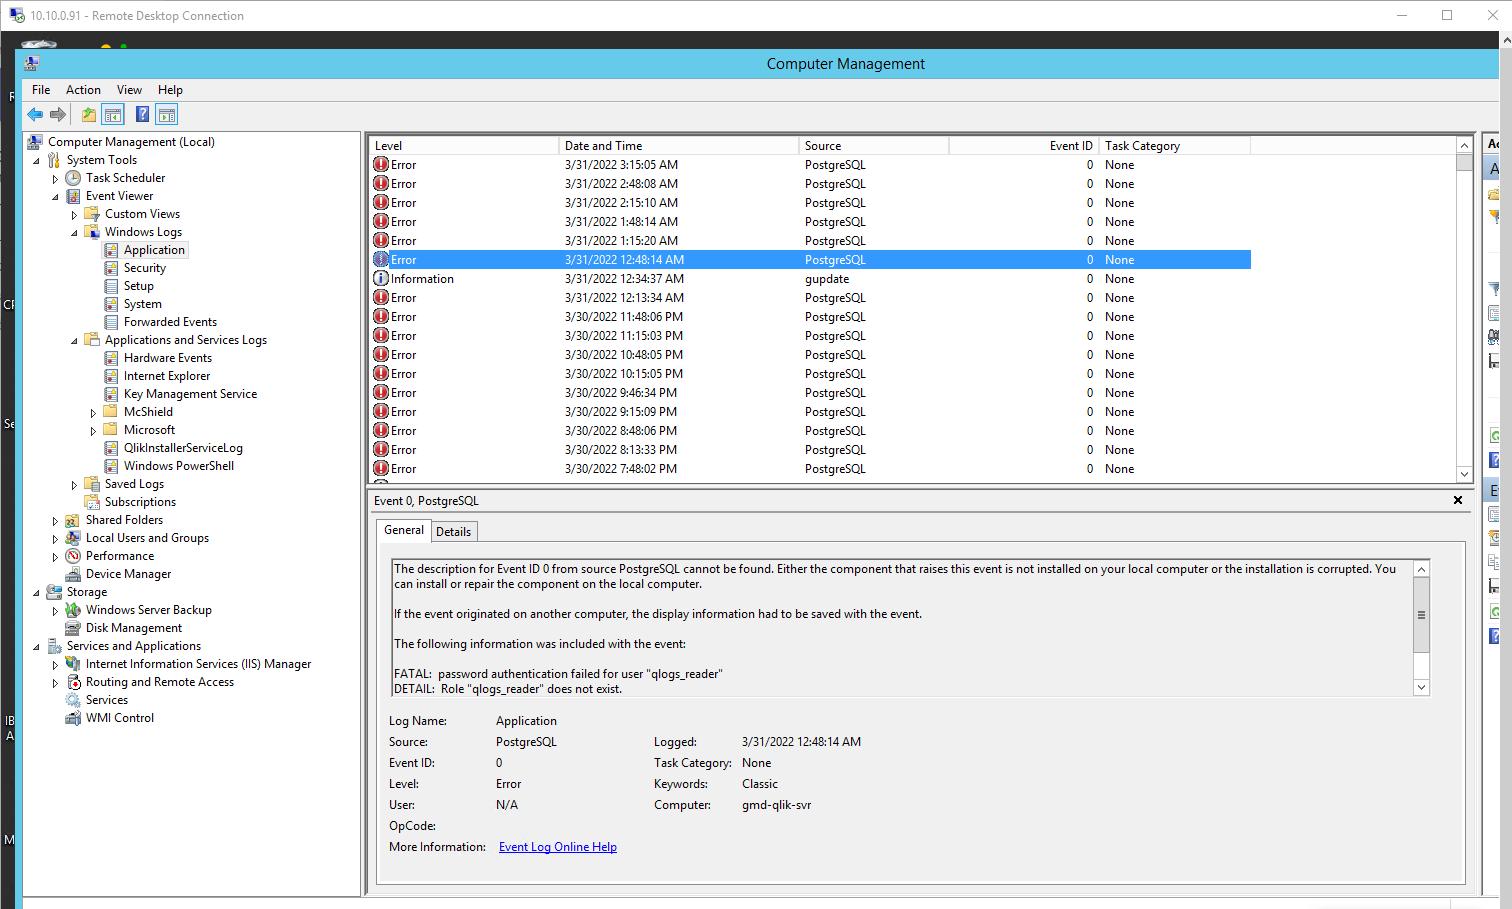 10.10.0.91 - Remote Desktop Connection
Computer Management
File Action View Help
Computer Management (Local)
System Tools
Task Scheduler
Event Viewer
Custom Views
Windows Logs
Application
Security
Setup
System
Forwarded Events
Applications and Services Logs
Hardware Events
Internet Explorer
Key Management Service
McShield
Microsoft
QlikInstallerServiceLog
Windows PowerShell
Saved Logs
Subscriptions
Shared Folders
Local Users and Groups
Performance
Device Manager
Storage
Windows Server Backup
Disk Management
Services and Applications
Internet Information Services (IIS) Manager
Routing and Remote Access
Services
WMI Control
Level Date and Time Source Event ID Task Category
Error 3/31/2022 3:15:05 AM PostgreSQL 0 None
Error 3/31/2022 2:48:08 AM PostgreSQL 0 None
Error 3/31/2022 2:15:10 AM PostgreSQL 0 None
Error 3/31/2022 1:48:14 AM PostgreSQL 0 None
Error 3/31/2022 1:15:20 AM PostgreSQL 0 None
Error 3/31/2022 12:48:14 AM PostgreSQL 0 None
Information 3/31/2022 12:34:37 AM gupdate 0 None
Error 3/31/2022 12:13:34 AM PostgreSQL 0 None
Error 3/30/2022 11:48:06 PM PostgreSQL 0 None
Error 3/30/2022 11:15:03 PM PostgreSQL 0 None
Error 3/30/2022 10:48:05 PM PostgreSQL 0 None
Error 3/30/2022 10:15:05 PM PostgreSQL 0 None
Error 3/30/2022 9:46:34 PM PostgreSQL 0 None
Error 3/30/2022 9:15:09 PM PostgreSQL 0 None
Error 3/30/2022 8:48:06 PM PostgreSQL 0 None
Error 3/30/2022 8:13:33 PM PostgreSQL 0 None
Error 3/30/2022 7:48:02 PM PostgreSQL 0 None
Event 0, PostgreSQL
General Details
The description for Event ID 0 from source PostgreSQL cannot be found. Either the component that raises this event is not installed on your local computer or the installation is corrupted. You
can install or repair the component on the local computer.
If the event originated on another computer, the display information had to be saved with the event.
The following information was included with the event:
FATAL: password authentication failed for user "qlogs_reader"
DETAIL: Role "qlogs_reader" does not exist.
Log Name: Application
Source: PostgreSQL Logged: 3/31/2022 12:48:14 AM
Event ID: 0 Task Category: None
Level: Error Keywords: Classic
User: N/A Computer: gmd-qlik-svr
OpCode:
More Information: Event Log Online Help